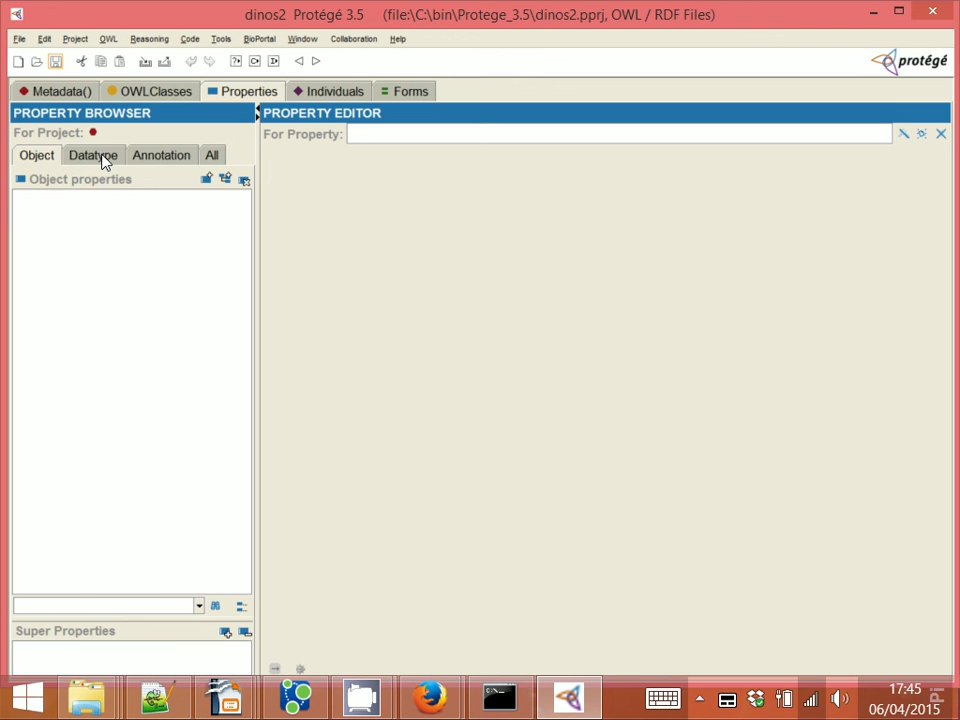 dinos2 Protégé 3.5 (file:\C:\bin\Protege_3.5\dinos2.pprj, OWL / RDF Files)
File Edit Project OWL Reasoning Code Tools BioPortal Window Collaboration Help
protégé
Metadata() OWLClasses Properties Individuals Forms
PROPERTY BROWSER PROPERTY EDITOR
For Project: For Property:
Object Datatype Annotation All
Object properties
Super Properties
17:45
06/04/2015